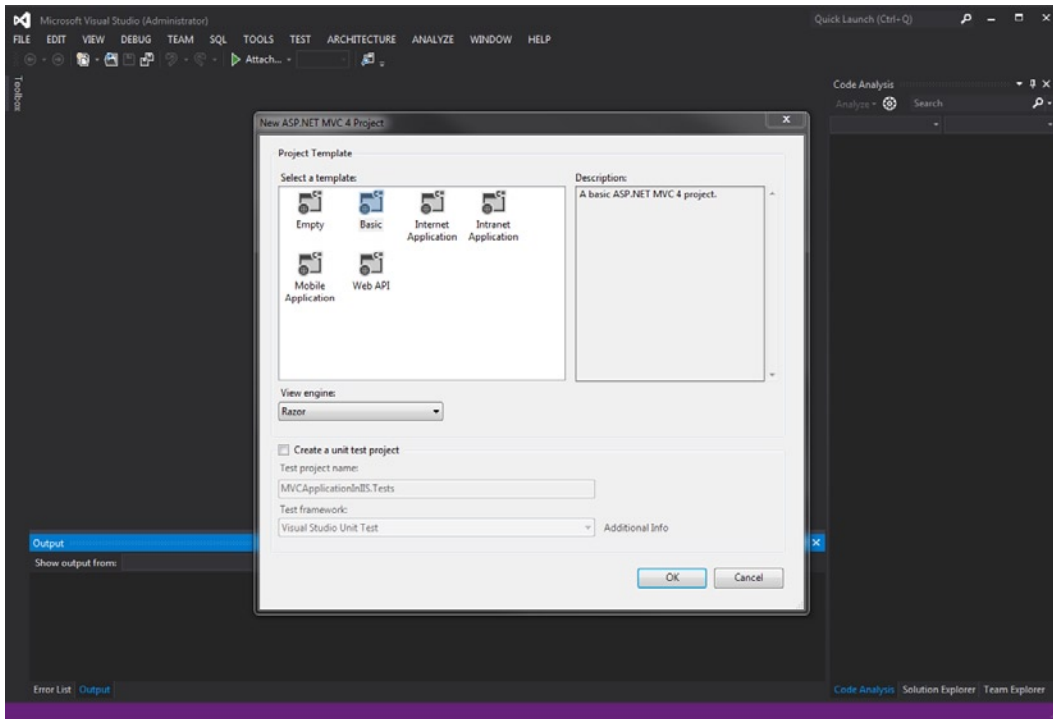 Microsoft Visual Studio (Administrator)
Quick Launch (Ctrl+Q)
FILE EDIT VIEW DEBUG TEAM SQL TOOLS TEST ARCHITECTURE ANALYZE WINDOW HELP
Attach...
Toolbox
Code Analysis
Analyze
Search
New ASP.NET MVC 4 Project
Project Template
Select a template:
Description:
A basic ASP.NET MVC 4 project.
Empty
Basic
Internet
Application
Intranet
Application
Mobile
Application
Web API
View engine:
Razor
Create a unit test project
Test project name:
MVCApplicationInIIS.Tests
Test framework:
Visual Studio Unit Test
Additional Info
OK
Cancel
Output
Show output from:
Error List Output
Code Analysis Solution Explorer Team Explorer